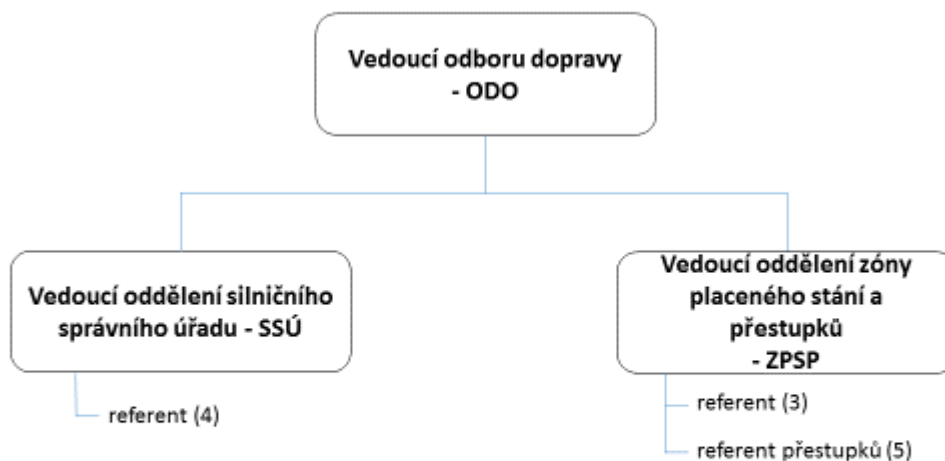 Vedoucí odboru dopravy
- ODO
Vedoucí oddělení silničního
správního úřadu - SSÚ
referent (4)
Vedoucí oddělení zóny
placeného stání a
přestupků
- ZPSP
referent (3)
referent přestupků (5)